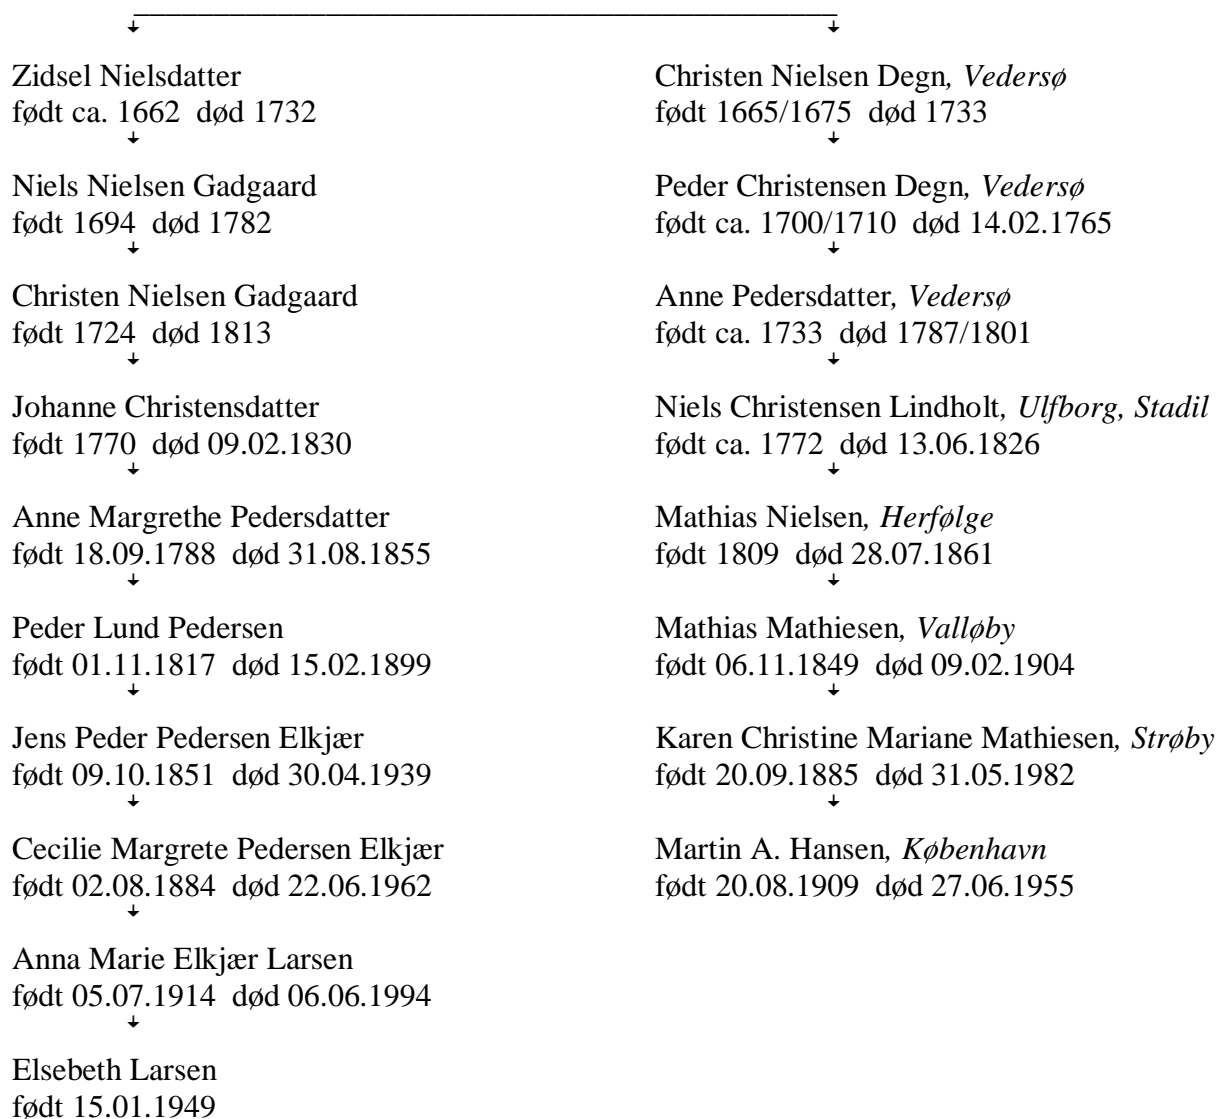 Zidsel Nielsdatter
født ca. 1662 død 1732
Niels Nielsen Gadgaard
født 1694 død 1782
Christen Nielsen Gadgaard
født 1724 død 1813
Johanne Christensdatter
født 1770 død 09.02.1830
Anne Margrethe Pedersdatter
født 18.09.1788 død 31.08.1855
Peder Lund Pedersen
født 01.11.1817 død 15.02.1899
Jens Peder Pedersen Elkjær
født 09.10.1851 død 30.04.1939
Cecilie Margrete Pedersen Elkjær
født 02.08.1884 død 22.06.1962
Anna Marie Elkjær Larsen
født 05.07.1914 død 06.06.1994
Elsebeth Larsen
født 15.01.1949
Christen Nielsen Degn, Vedersø
født 1665/1675 død 1733
Peder Christensen Degn, Vedersø
født ca. 1700/1710 død 14.02.1765
Anne Pedersdatter, Vedersø
født ca. 1733 død 1787/1801
Niels Christensen Lindholt, Ulfborg, Stadil
født ca. 1772 død 13.06.1826
Mathias Nielsen, Herfølge
født 1809 død 28.07.1861
Mathias Mathiesen, Valløby
født 06.11.1849 død 09.02.1904
Karen Christine Mariane Mathiesen, Strøby
født 20.09.1885 død 31.05.1982
Martin A. Hansen, København
født 20.08.1909 død 27.06.1955